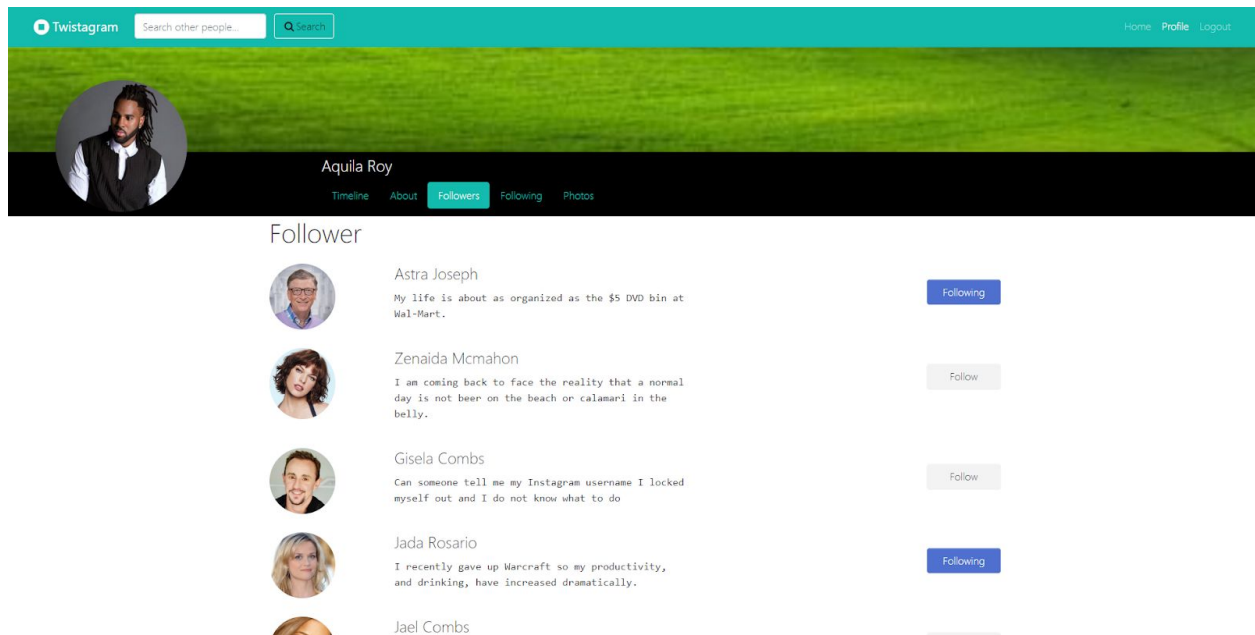 Twistagram
Search other people...
Search
Home Profile Logout
Aquila Roy
Timeline About Followers Following Photos
Follower
Astra Joseph
My life is about as organized as the $5 DVD bin at
Wal-Mart.
Following
Zenaida Mcmahon
I am coming back to face the reality that a normal
day is not beer on the beach or calamari in the
belly.
Follow
Gisela Combs
Can someone tell me my Instagram username I locked
myself out and I do not know what to do
Follow
Jada Rosario
I recently gave up Warcraft so my productivity,
and drinking, have increased dramatically.
Following
Jael Combs